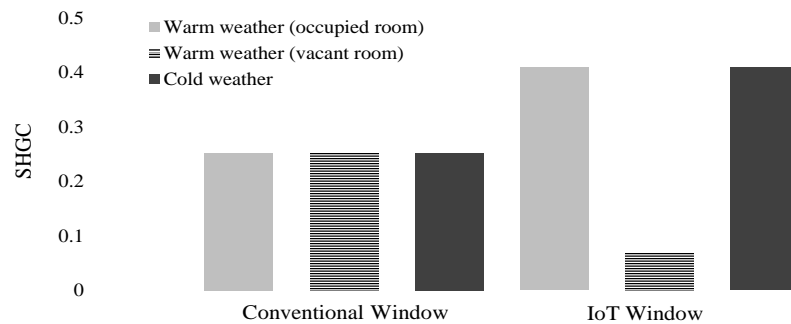 0.5
Warm weather (occupied room)
Warm weather (vacant room)
0.4
Cold weather
0.3
SHGC
0.2
0.1
0
Conventional Window
IoT Window